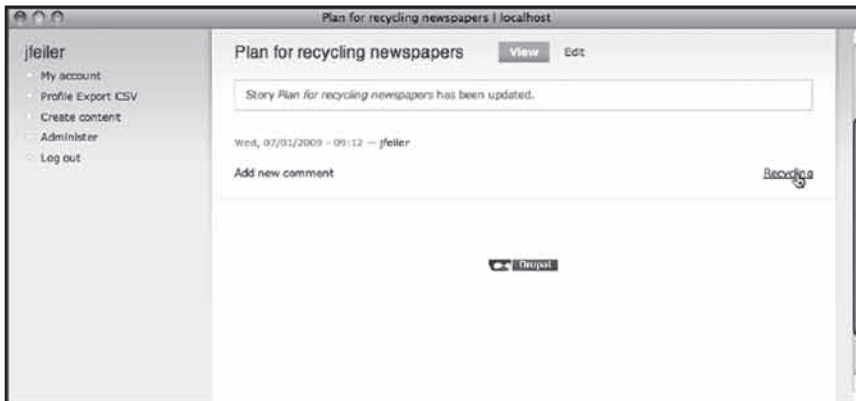 Plan for recycling newspapers | localhost
jfeiler
My account
Profile Export CSV
Create content
Administer
Log out
Plan for recycling newspapers View Edit
Story Plan for recycling newspapers has been updated.
Wed, 07/01/2009 - 09:12 — jfeiler
Add new comment Recycling
Drupal